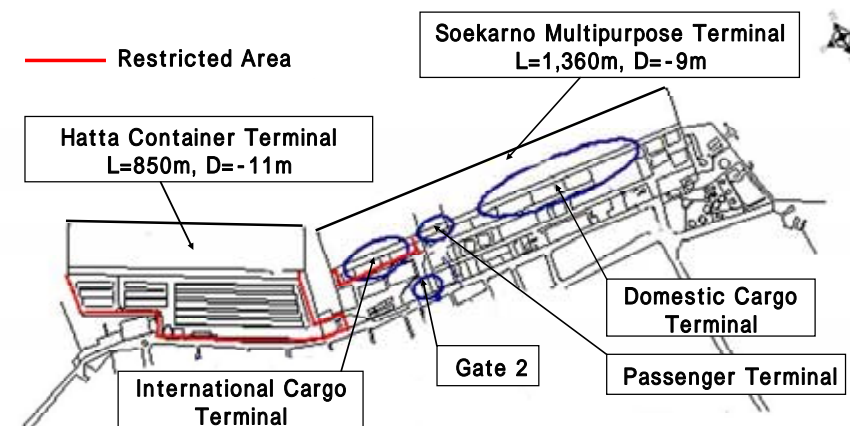 Soekarno Multipurpose Terminal
L=1,360m, D=-9m
Restricted Area
Hatta Container Terminal
L=850m, D=-11m
Domestic Cargo
Terminal
Gate 2
Passenger Terminal
International Cargo
Terminal